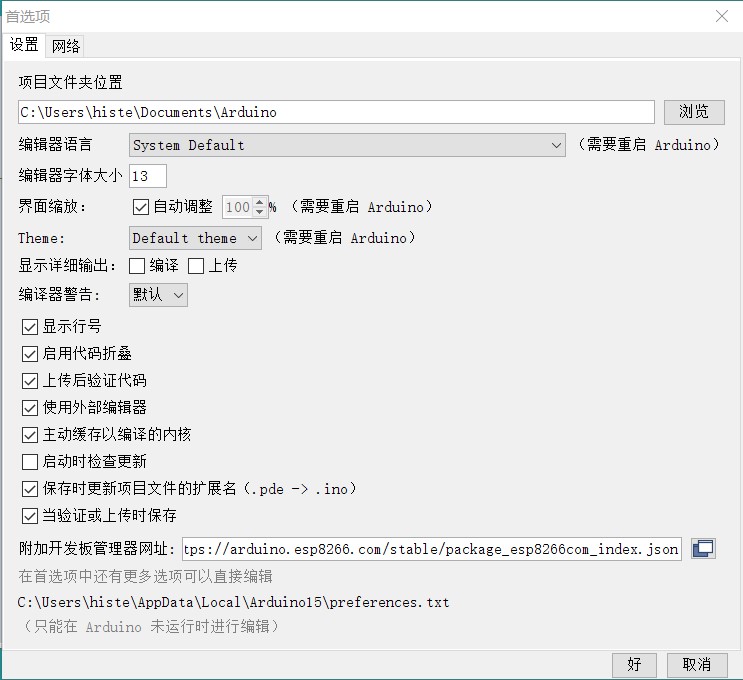 首选项
设置 网络
项目文件夹位置
C:\Users\histe\Documents\Arduino 浏览
编辑器语言 System Default （需要重启 Arduino）
编辑器字体大小 13
界面缩放： 自动调整 100 % （需要重启 Arduino）
Theme: Default theme （需要重启 Arduino）
显示详细输出： 编译 上传
编译器警告: 默认
显示行号
启用代码折叠
上传后验证代码
使用外部编辑器
主动缓存以编译的内核
启动时检查更新
保存时更新项目文件的扩展名（.pde -> .ino）
当验证或上传时保存
附加开发板管理器网址: tps://arduino.esp8266.com/stable/package_esp8266com_index.json
在首选项中还有更多选项可以直接编辑
C:\Users\histe\AppData\Local\Arduino15\preferences.txt
（只能在 Arduino 未运行时进行编辑）
好 取消